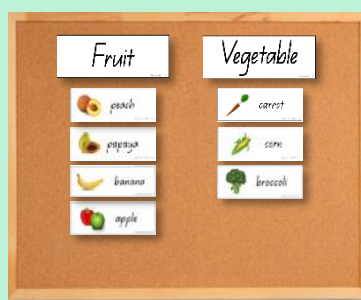 Fruit
peach
papaya
banana
apple
Vegetable
carrot
corn
broccoli